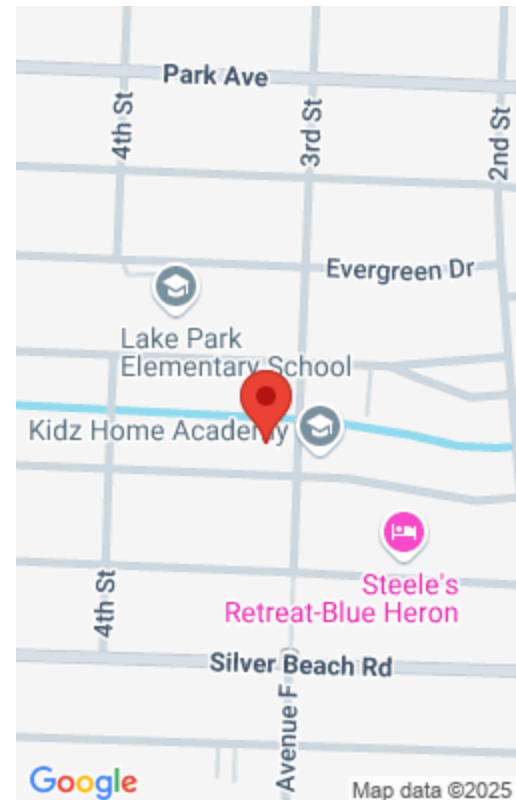 Park Ave
4th St
3rd St
2nd St
Evergreen Dr
Lake Park
Elementary School
Kidz Home Academy
Steele's
Retreat-Blue Heron
4th St
Silver Beach Rd
Avenue F
Google
Map data ©2025